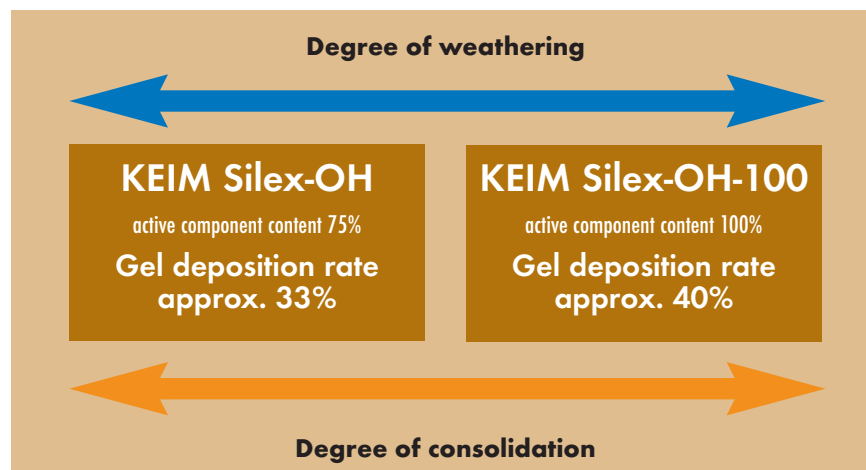 Degree of weathering
KEIM Silex-OH
active component content 75%
Gel deposition rate
approx. 33%
KEIM Silex-OH-100
active component content 100%
Gel deposition rate
approx. 40%
Degree of consolidation